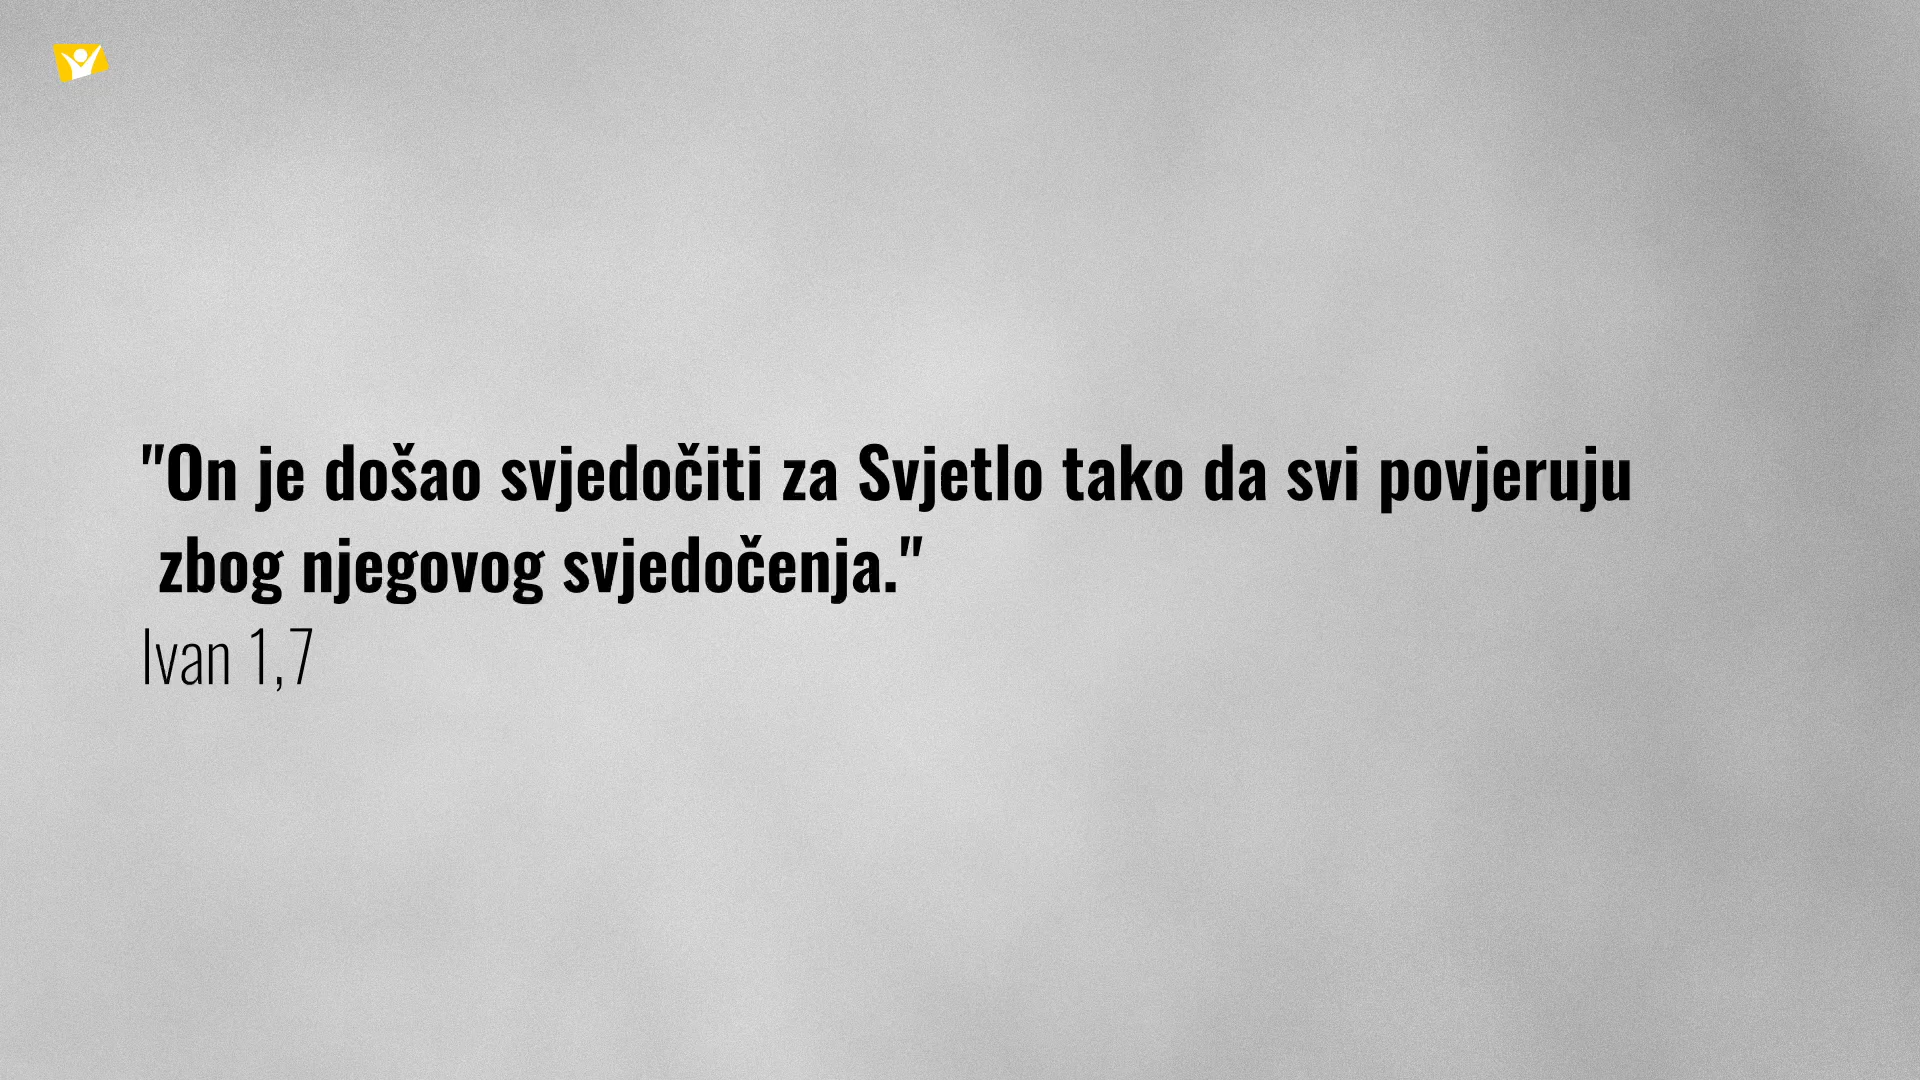 "On je došao svjedočiti za Svjetlo tako da svi povjeruju
zbog njegovog svjedočenja."
Ivan 1,7